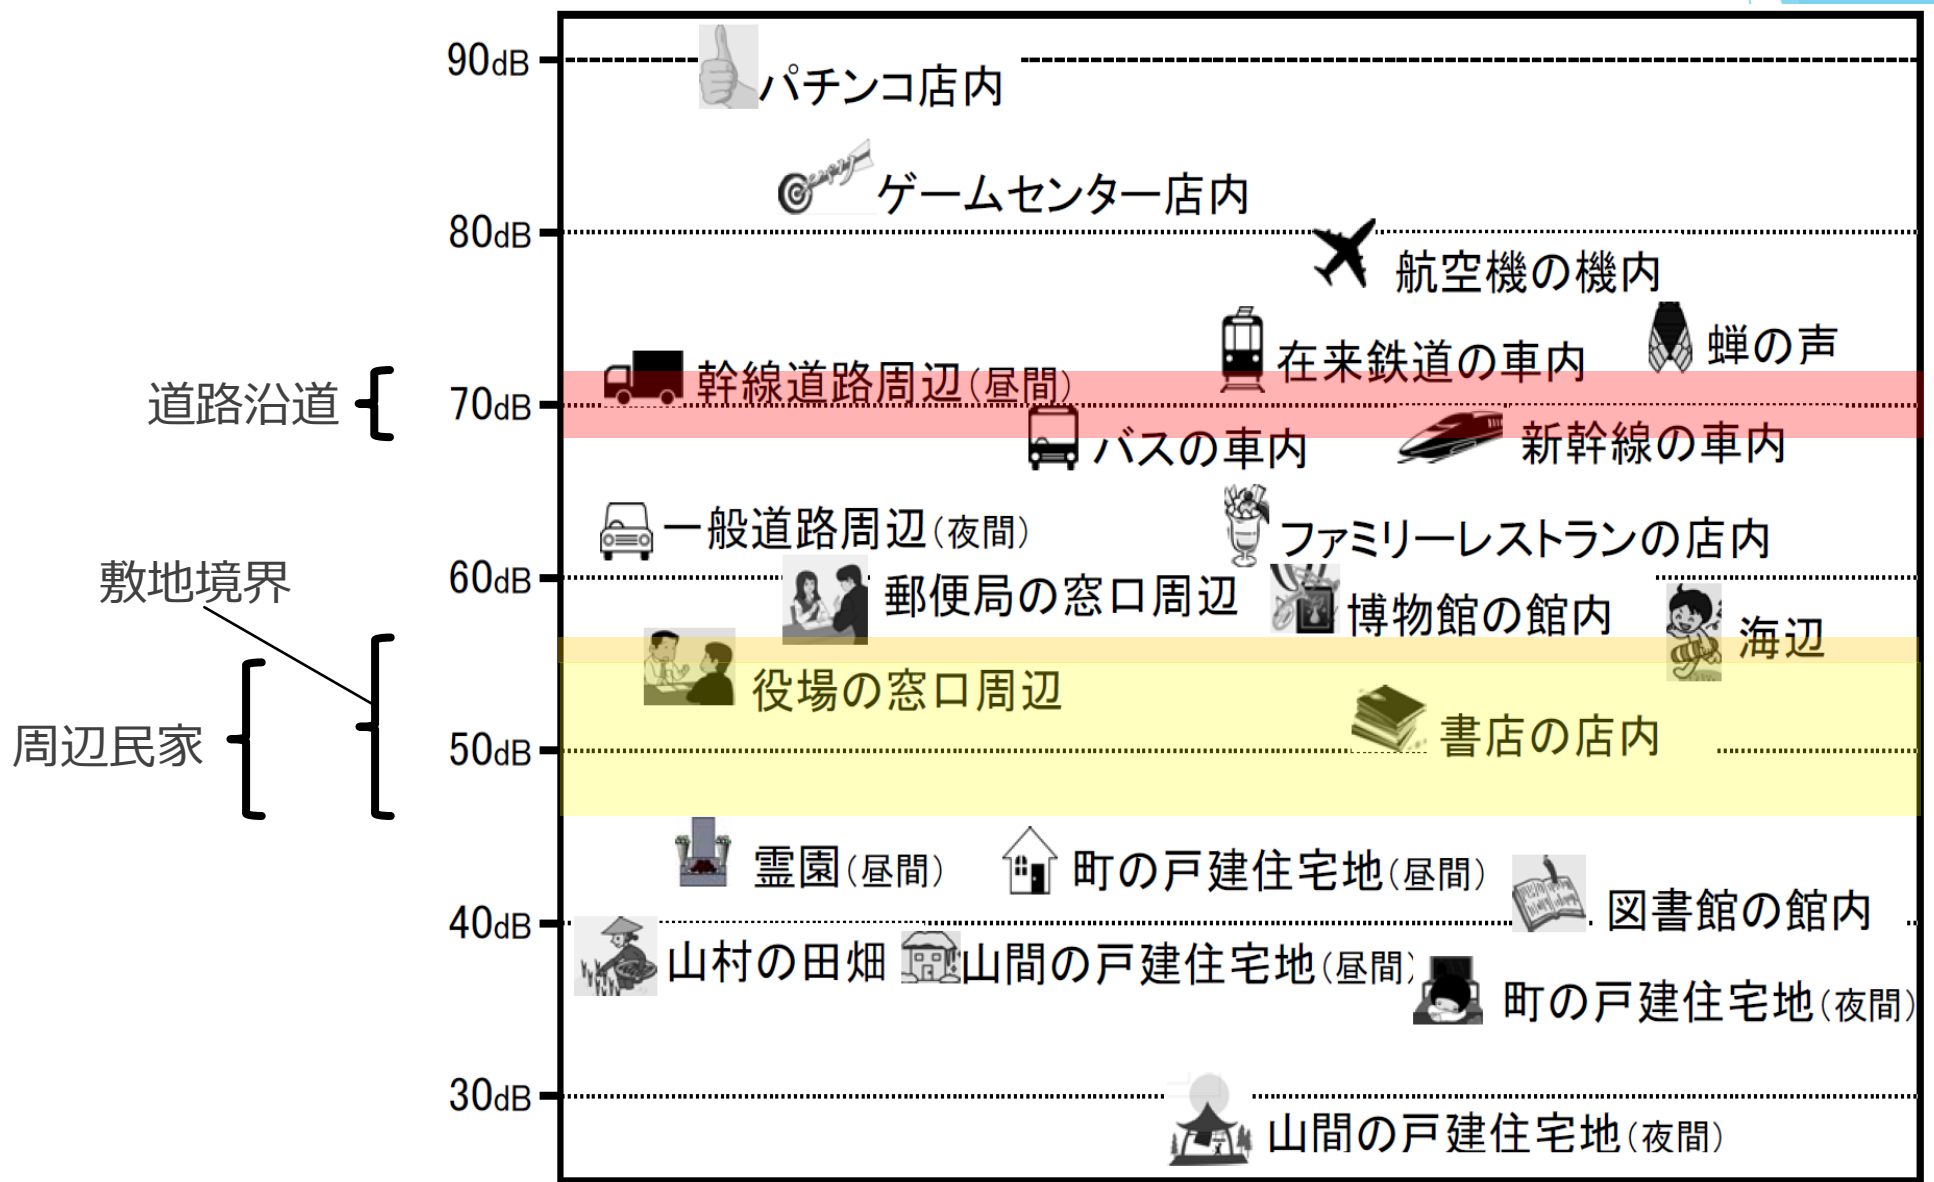 90dB
パチンコ店内
ゲームセンター店内
80dB
航空機の機内
蝉の声
在来鉄道の車内
幹線道路周辺(昼間)
道路沿道
70dB
バスの車内
新幹線の車内
一般道路周辺(夜間)
ファミリーレストランの店内
敷地境界
60dB
郵便局の窓口周辺
博物館の館内
海辺
役場の窓口周辺
書店の店内
周辺民家
50dB
霊園(昼間)
町の戸建住宅地(昼間)
図書館の館内
40dB
山村の田畑
山間の戸建住宅地(昼間)
町の戸建住宅地(夜間)
30dB
山間の戸建住宅地(夜間)